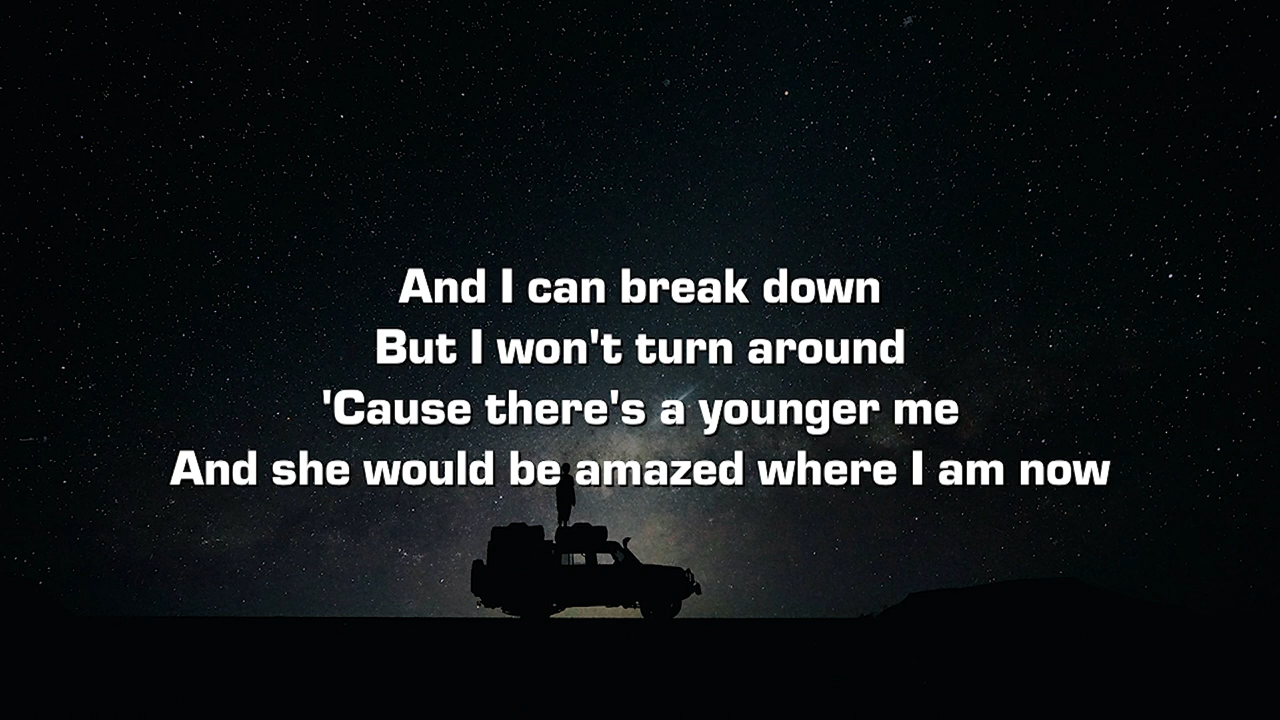 And I can break down
But I won't turn around
'Cause there's a younger me
And she would be amazed where I am now